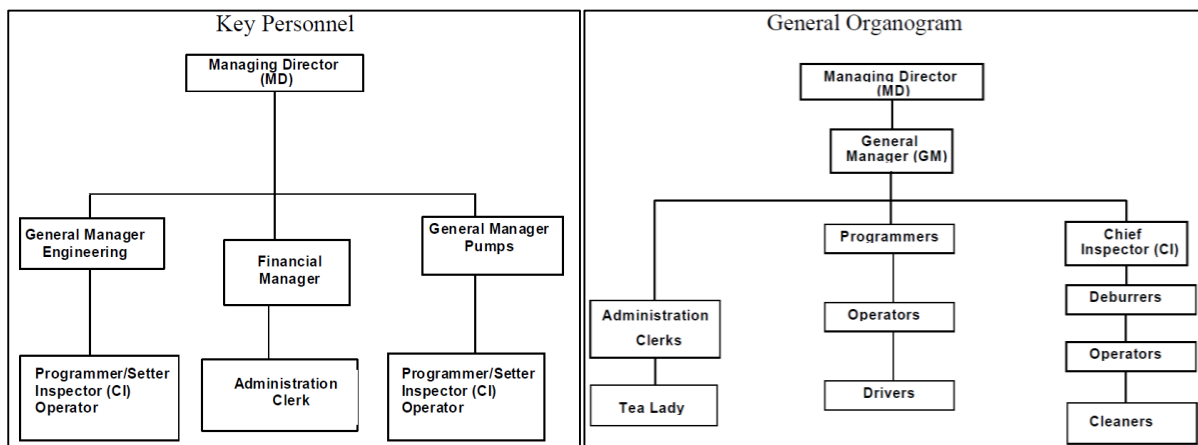 Key Personnel
Managing Director
(MD)
General Manager
Engineering
Financial
Manager
General Manager
Pumps
Programmer/Setter
Inspector (CI)
Operator
Administration
Clerk
Programmer/Setter
Inspector (CI)
Operator
General Organogram
Managing Director
(MD)
General
Manager (GM)
Administration
Clerks
Tea Lady
Programmers
Operators
Drivers
Chief
Inspector (CI)
Deburrers
Operators
Cleaners